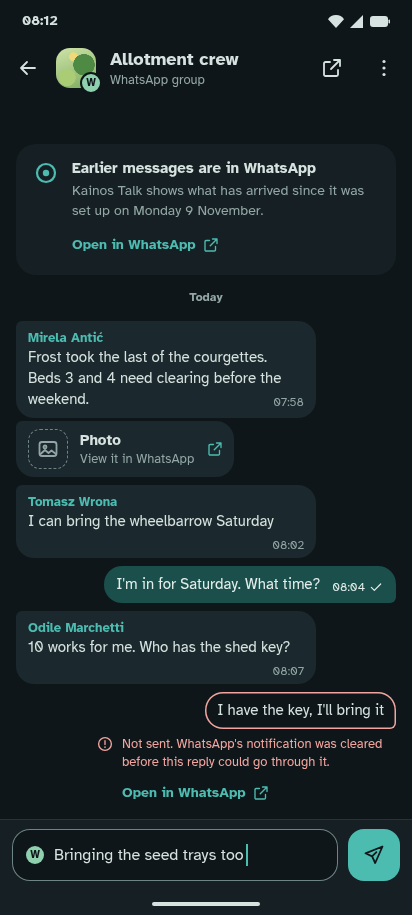 08:12
Allotment crew
W
WhatsApp group
Earlier messages are in WhatsApp
Kainos Talk shows what has arrived since it was
set up on Monday 9 November.
Open in WhatsApp
Today
Mirela Antić
Frost took the last of the courgettes.
Beds 3 and 4 need clearing before the
weekend.
07:58
Photo
View it in WhatsApp
Tomasz Wrona
I can bring the wheelbarrow Saturday
08:02
I'm in for Saturday. What time?
08:04
Odile Marchetti
10 works for me. Who has the shed key?
08:07
I have the key, I'll bring it
Not sent. WhatsApp's notification was cleared
before this reply could go through it.
Open in WhatsApp
W
Bringing the seed trays too